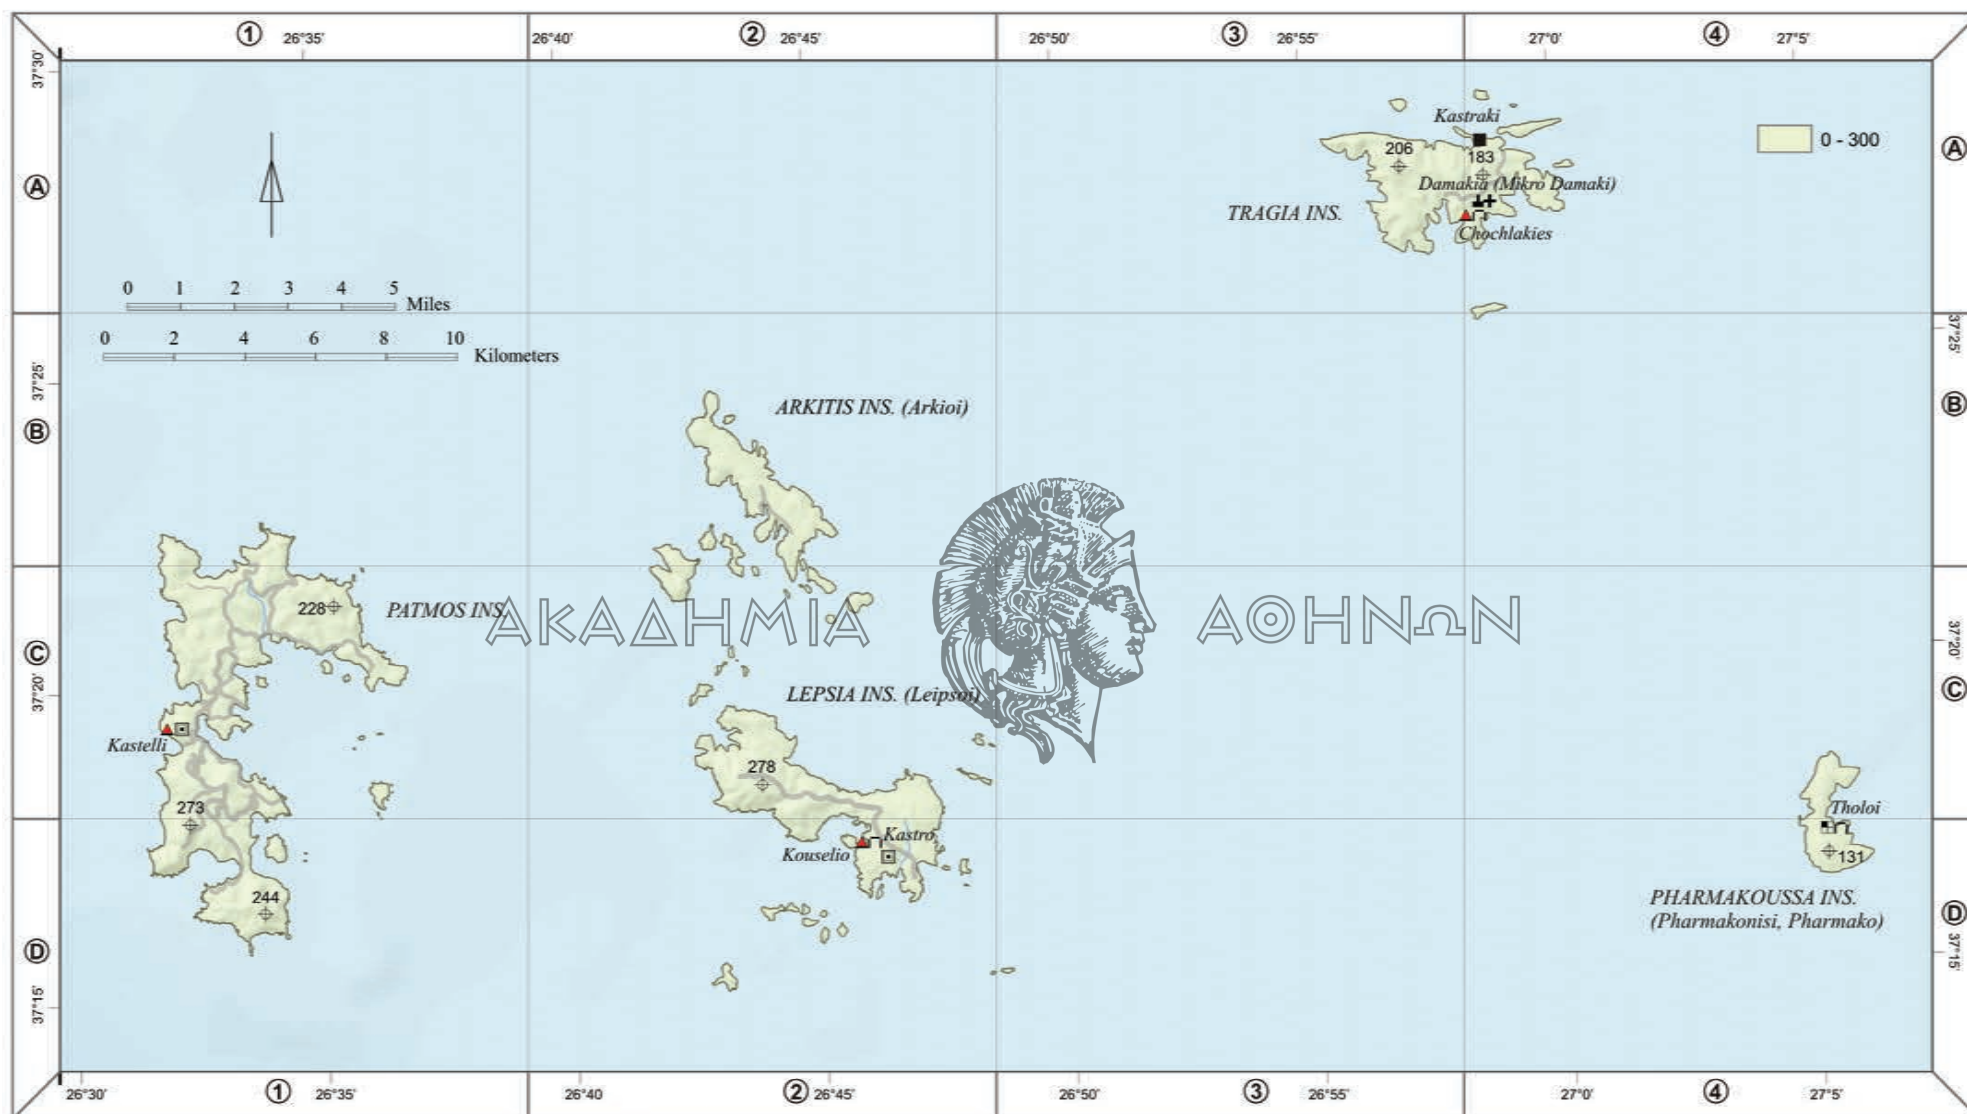 ① 26°35' 26°40' ② 26°45' 26°50' ③ 26°55' 27°0' ④ 27°5'
37°30'
Kastraki
0 - 300
Ⓐ
206
183
Ⓐ
Damakia (Mikro Damaki)
TRAGIA INS.
Chochlakies
0 1 2 3 4 5 Miles
0 2 4 6 8 10 Kilometers
37°25'
37°25'
ARKITIS INS. (Arkioi)
Ⓑ
Ⓑ
228
PATMOS INS.
ΑΚΑΔΗΜΙΑ ΑΘΗΝΩΝ
37°20'
Ⓒ
Ⓒ
37°20'
LEPSIA INS. (Leipsoi)
Kastelli
278
273
Tholoi
Kastro
Kouselio
131
244
PHARMAKOUSSA INS.
(Pharmakonisi, Pharmako)
Ⓓ
Ⓓ
37°15'
37°15'
26°30' ① 26°35' 26°40' ② 26°45' 26°50' ③ 26°55' 27°0' ④ 27°5'